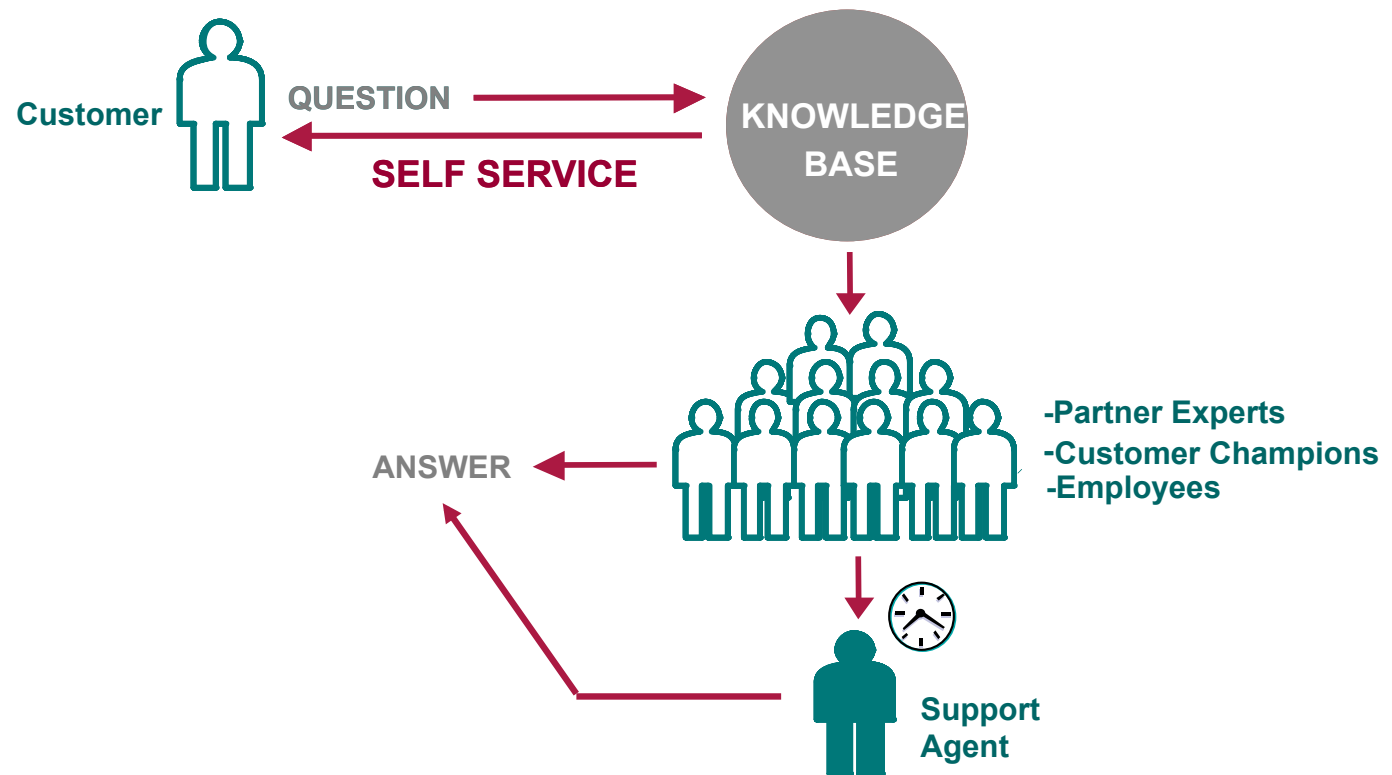 Customer
QUESTION
SELF SERVICE
KNOWLEDGE
BASE
-Partner Experts
-Customer Champions
-Employees
ANSWER
Support
Agent